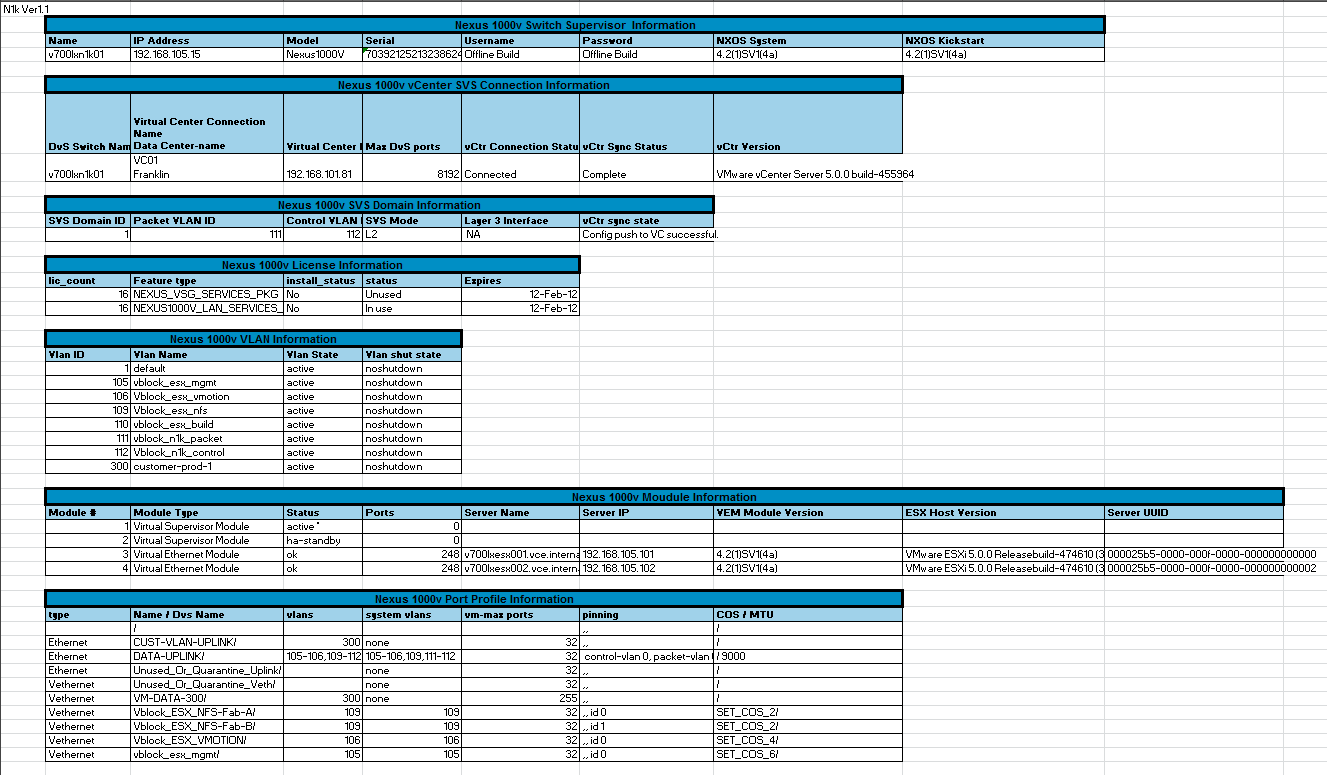 N1k Ver1.1
Nexus 1000v Switch Supervisor Information
Name IP Address Model Serial Username Password NXOS System NXOS Kickstart
v700lxn1k01 192.168.105.15 Nexus1000V 70392125213238624 Offline Build Offline Build 4.2(1)SV1(4a) 4.2(1)SV1(4a)
Nexus 1000v vCenter SVS Connection Information
Virtual Center Connection
Name
DvS Switch Nam Data Center-name Virtual Center I Max DvS ports vCtr Connection Statu vCtr Sync Status vCtr Version
VC01
v700lxn1k01 Franklin 192.168.101.81 8192 Connected Complete VMware vCenter Server 5.0.0 build-455964
Nexus 1000v SVS Domain Information
SVS Domain ID Packet VLAN ID Control VLAN SVS Mode Layer 3 Interface vCtr sync state
1 111 112 L2 NA Config push to VC successful.
Nexus 1000v License Information
lic_count Feature type install_status status Expires
16 NEXUS_VSG_SERVICES_PKG No Unused 12-Feb-12
16 NEXUS1000V_LAN_SERVICES_ No In use 12-Feb-12
Nexus 1000v VLAN Information
Vlan ID Vlan Name Vlan State Vlan shut state
1 default active noshutdown
105 vblock_esx_mgmt active noshutdown
106 Vblock_esx_vmotion active noshutdown
109 Vblock_esx_nfs active noshutdown
110 vblock_esx_build active noshutdown
111 vblock_n1k_packet active noshutdown
112 Vblock_n1k_control active noshutdown
300 customer-prod-1 active noshutdown
Nexus 1000v Moudule Information
Module # Module Type Status Ports Server Name Server IP VEM Module Version ESX Host Version Server UUID
1 Virtual Supervisor Module active * 0
2 Virtual Supervisor Module ha-standby 0
3 Virtual Ethernet Module ok 248 v700lxesx001.vce.interna 192.168.105.101 4.2(1)SV1(4a) VMware ESXi 5.0.0 Releasebuild-474610 (3 000025b5-0000-000f-0000-000000000000
4 Virtual Ethernet Module ok 248 v700lxesx002.vce.intern 192.168.105.102 4.2(1)SV1(4a) VMware ESXi 5.0.0 Releasebuild-474610 (3 000025b5-0000-000f-0000-000000000002
Nexus 1000v Port Profile Information
type Name / Dvs Name vlans system vlans vm-max ports pinning COS / MTU
/ ,, /
Ethernet CUST-VLAN-UPLINK/ 300 none 32 ,, /
Ethernet DATA-UPLINK/ 105-106,109-112 105-106,109,111-112 32 control-vlan 0, packet-vlan / 9000
Ethernet Unused_Or_Quarantine_Uplink/ none 32 ,, /
Vethernet Unused_Or_Quarantine_Veth/ none 32 ,, /
Vethernet VM-DATA-300/ 300 none 255 ,, /
Vethernet Vblock_ESX_NFS-Fab-A/ 109 109 32 ,, id 0 SET_COS_2/
Vethernet Vblock_ESX_NFS-Fab-B/ 109 109 32 ,, id 1 SET_COS_2/
Vethernet Vblock_ESX_VMOTION/ 106 106 32 ,, id 0 SET_COS_4/
Vethernet vblock_esx_mgmt/ 105 105 32 ,, id 0 SET_COS_6/